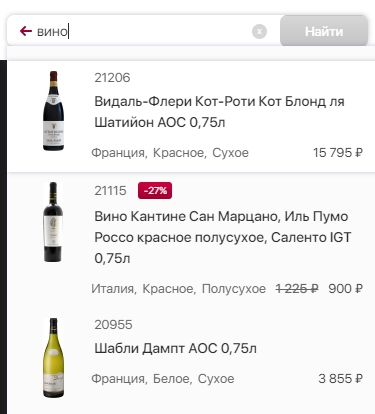 вино
Найти
21206
Видаль-Флери Кот-Роти Кот Блонд ля
Шатийон АОС 0,75л
Франция, Красное, Сухое 15 795 ₽
21115 -27%
Вино Кантине Сан Марцано, Иль Пумо
Россо красное полусухое, Саленто IGT
0,75л
Италия, Красное, Полусухое 1 225 ₽ 900 ₽
20955
Шабли Дампт АОС 0,75л
Франция, Белое, Сухое 3 855 ₽